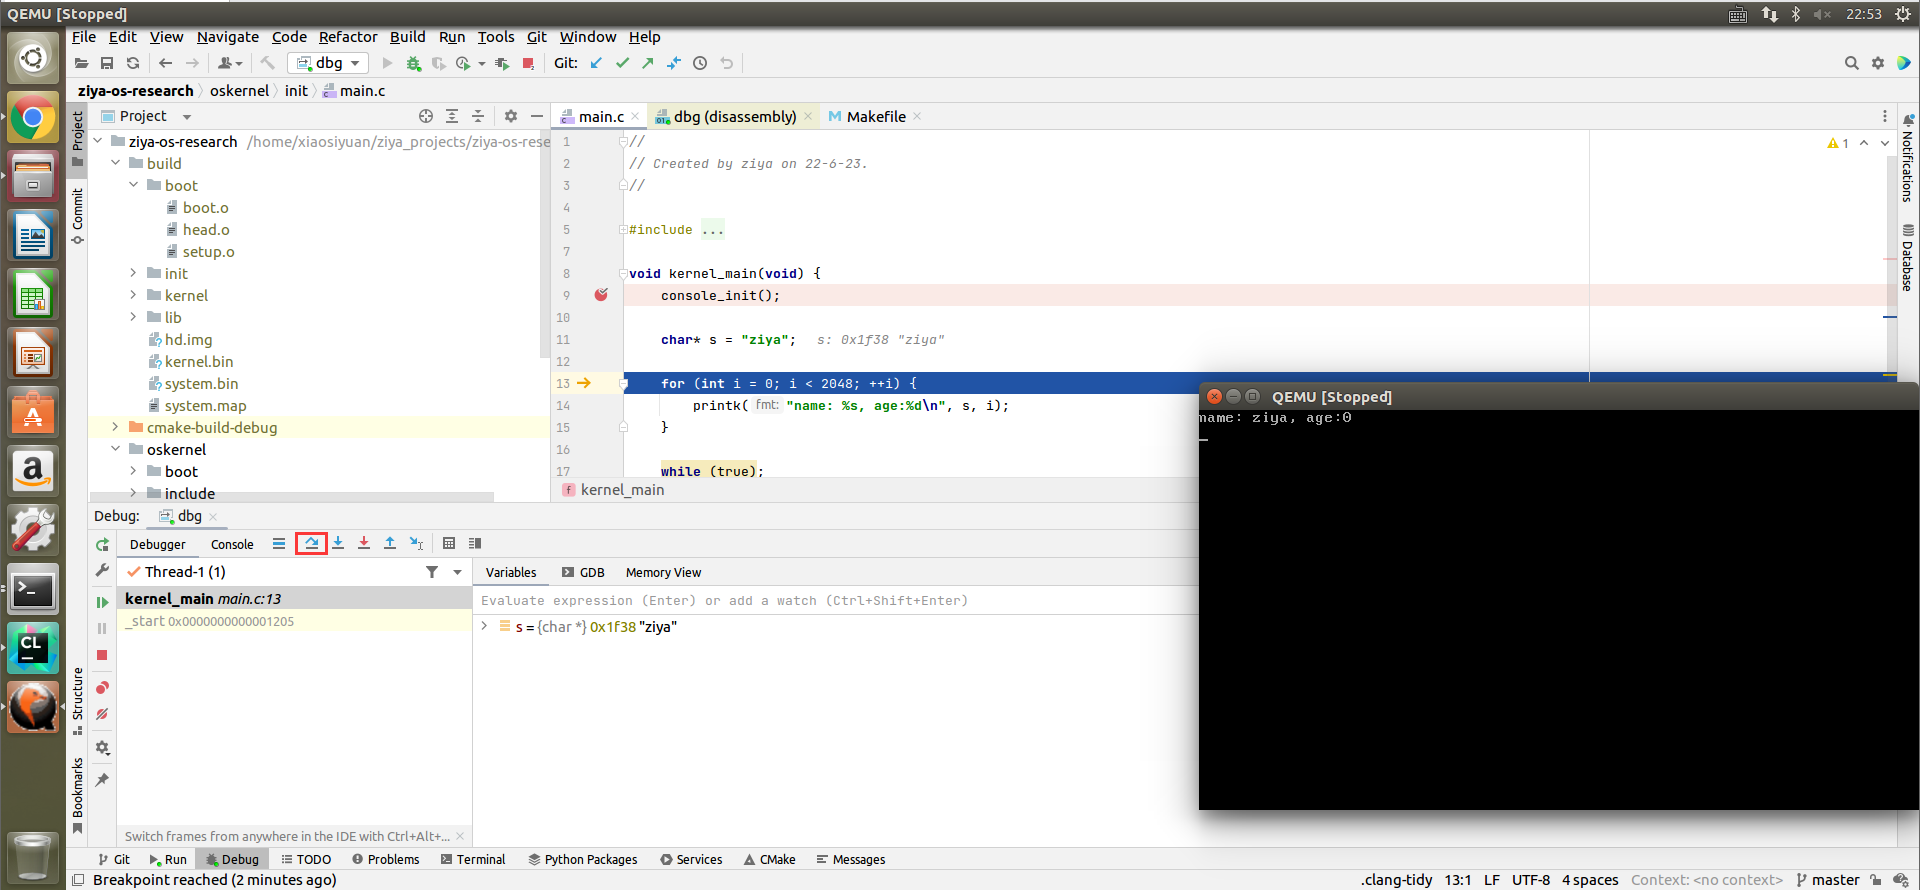 QEMU [Stopped]
22:53
File Edit View Navigate Code Refactor Build Run Tools Git Window Help
dbg
Git:
ziya-os-research oskernel init main.c
Project
Commit
Structure
Bookmarks
Project
ziya-os-research /home/xiaosiyuan/ziya_projects/ziya-os-rese
build
boot
boot.o
head.o
setup.o
init
kernel
lib
hd.img
kernel.bin
system.bin
system.map
cmake-build-debug
oskernel
boot
include
main.c dbg (disassembly) M Makefile
1 //
2 // Created by ziya on 22-6-23.
3 //
4
5 #include ...
7
8 void kernel_main(void) {
9 console_init();
10
11 char* s = "ziya"; s: 0x1f38 "ziya"
12
13 for (int i = 0; i < 2048; ++i) {
14 printk( fmt: "name: %s, age:%d\n", s, i);
15 }
16
17 while (true);
1
f kernel_main
Notifications
Database
QEMU [Stopped]
name: ziya, age:0
Debug: dbg
Debugger Console
Thread-1 (1)
kernel_main main.c:13
_start 0x0000000000001205
Switch frames from anywhere in the IDE with Ctrl+Alt+...
Variables GDB Memory View
Evaluate expression (Enter) or add a watch (Ctrl+Shift+Enter)
s = {char *} 0x1f38 "ziya"
CL
Git Run Debug TODO Problems Terminal Python Packages Services CMake Messages
Breakpoint reached (2 minutes ago)
.clang-tidy 13:1 LF UTF-8 4 spaces Context: <no context> master